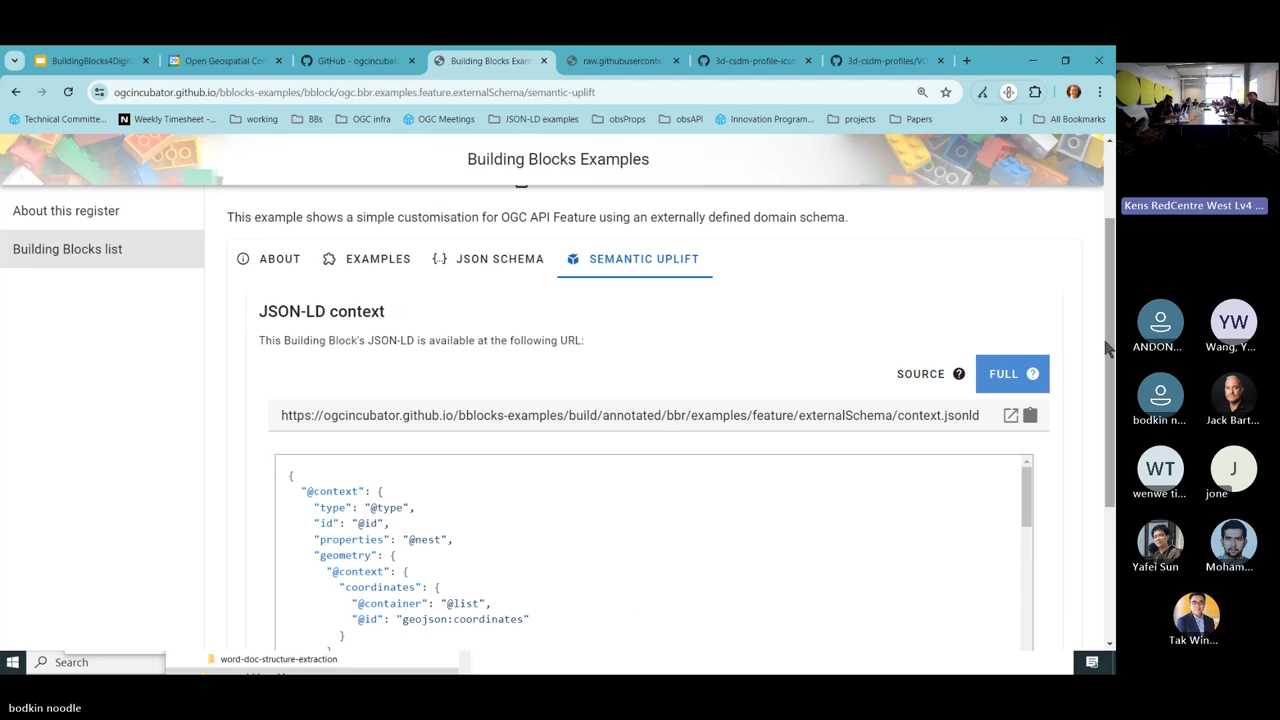 BuildingBlocks4Digi
Open Geospatial Co
GitHub - ogcincubat
Building Blocks Exan
raw.githubuserconte
3d-csdm-profile-icsn
3d-csdm-profiles/VC
ogcincubator.github.io/bblocks-examples/bblock/ogc.bbr.examples.feature.externalSchema/semantic-uplift
Technical Committe...
Weekly Timesheet -...
working
BBs
OGC infra
OGC Meetings
JSON-LD examples
obsProps
obsAPI
Innovation Program...
projects
Papers
»
All Bookmarks
Building Blocks Examples
About this register
Building Blocks list
This example shows a simple customisation for OGC API Feature using an externally defined domain schema.
ABOUT
EXAMPLES
{..} JSON SCHEMA
SEMANTIC UPLIFT
JSON-LD context
This Building Block's JSON-LD is available at the following URL:
SOURCE ?
FULL ?
https://ogcincubator.github.io/bblocks-examples/build/annotated/bbr/examples/feature/externalSchema/context.jsonld
{
"@context": {
"type": "@type",
"id": "@id",
"properties": "@nest",
"geometry": {
"@context": {
"coordinates": {
"@container": "@list",
"@id": "geojson:coordinates"
}
Search
word-doc-structure-extraction
bodkin noodle
Kens RedCentre West Lv4 ...
ANDON...
YW
Wang, Y...
bodkin n...
Jack Bart...
WT
wenwe ti...
J
jone
Yafei Sun
Moham...
Tak Win...